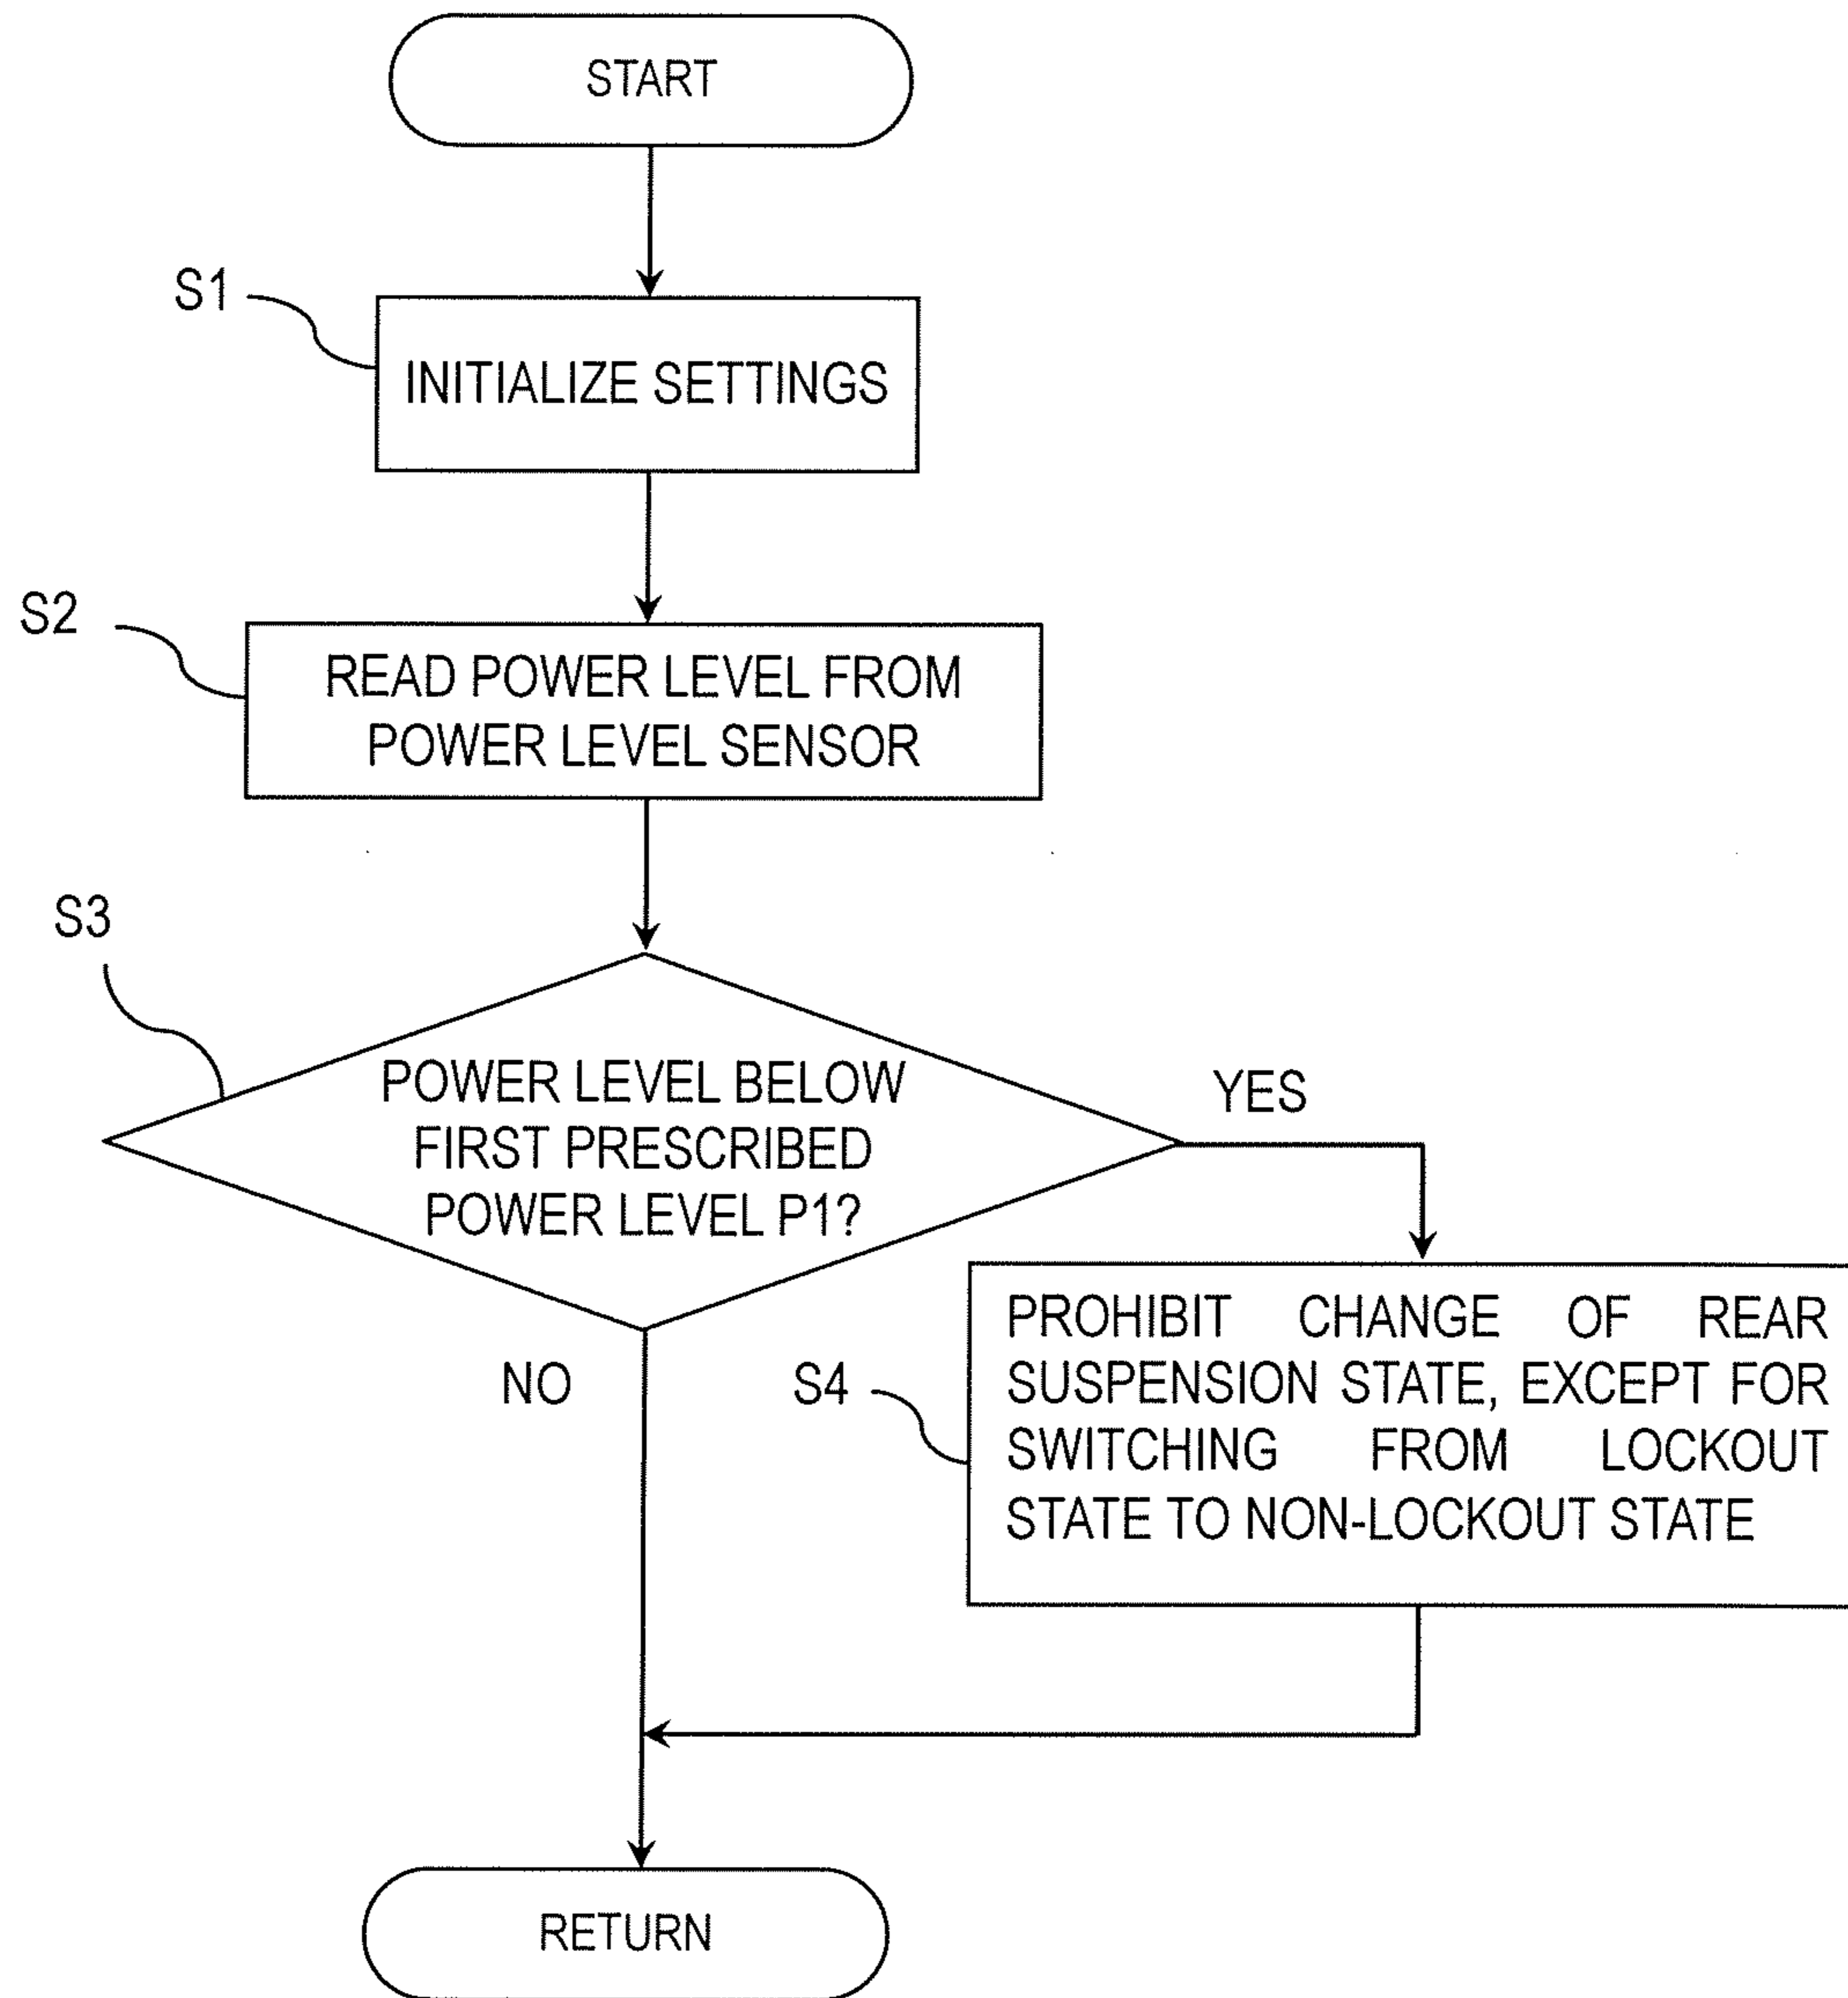 START
S1
INITIALIZE SETTINGS
S2
READ POWER LEVEL FROM
POWER LEVEL SENSOR
S3
POWER LEVEL BELOW
FIRST PRESCRIBED
POWER LEVEL P1?
YES
NO
S4
PROHIBIT CHANGE OF REAR
SUSPENSION STATE, EXCEPT FOR
SWITCHING FROM LOCKOUT
STATE TO NON-LOCKOUT STATE
RETURN